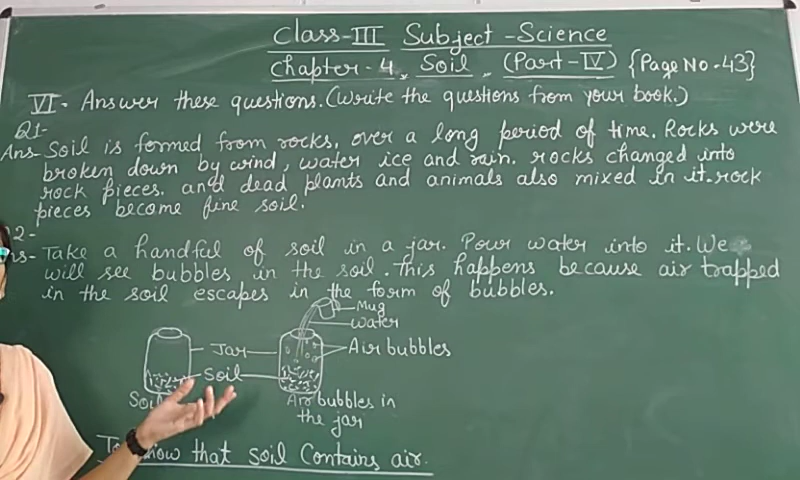 Class-III Subject -Science
Chapter-4, Soil, (Part-IV) {Page No.-43}
VI- Answer these questions.(Write the questions from your book.)
Q1-
Ans- Soil is formed from rocks, over a long period of time. Rocks were
broken down by wind, water ice and rain. rocks changed into
rock pieces. and dead plants and animals also mixed in it. rock
pieces become fine soil.
2-
ns- Take a handful of soil in a jar. Pour water into it. We
will see bubbles in the soil. This happens because air trapped
in the soil escapes in the form of bubbles.
Mug
water
Jar
Air bubbles
Soil
Soil
Air bubbles in
the jar
that Soil Contains air.